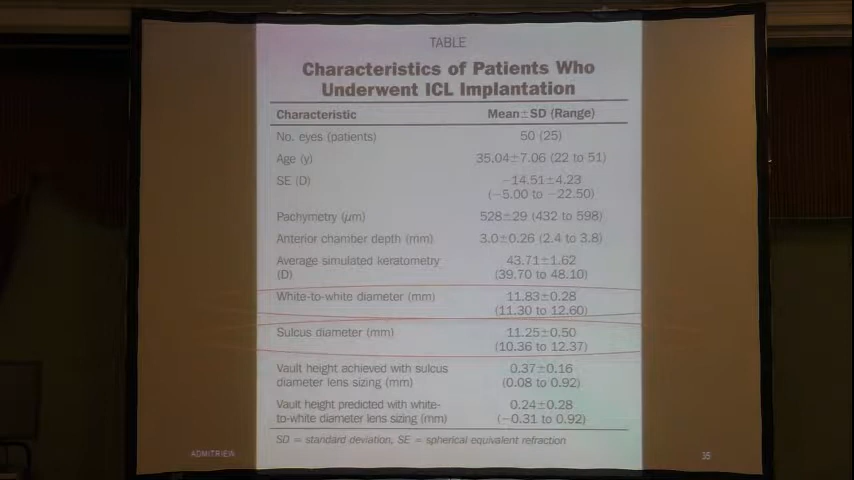 TABLE
Characteristics of Patients Who
Underwent ICL Implantation
Characteristic Mean±SD (Range)
No. eyes (patients) 50 (25)
Age (y) 35.04±7.06 (22 to 51)
SE (D) −14.51±4.23
(−5.00 to −22.50)
Pachymetry (μm) 528±29 (432 to 598)
Anterior chamber depth (mm) 3.0±0.26 (2.4 to 3.8)
Average simulated keratometry 43.71±1.62
(D) (39.70 to 48.10)
White-to-white diameter (mm) 11.83±0.28
(11.30 to 12.60)
Sulcus diameter (mm) 11.25±0.50
(10.36 to 12.37)
Vault height achieved with sulcus 0.37±0.16
diameter lens sizing (mm) (0.08 to 0.92)
Vault height predicted with white- 0.24±0.28
to-white diameter lens sizing (mm) (−0.31 to 0.92)
SD = standard deviation, SE = spherical equivalent refraction
ADMITRIEW 35